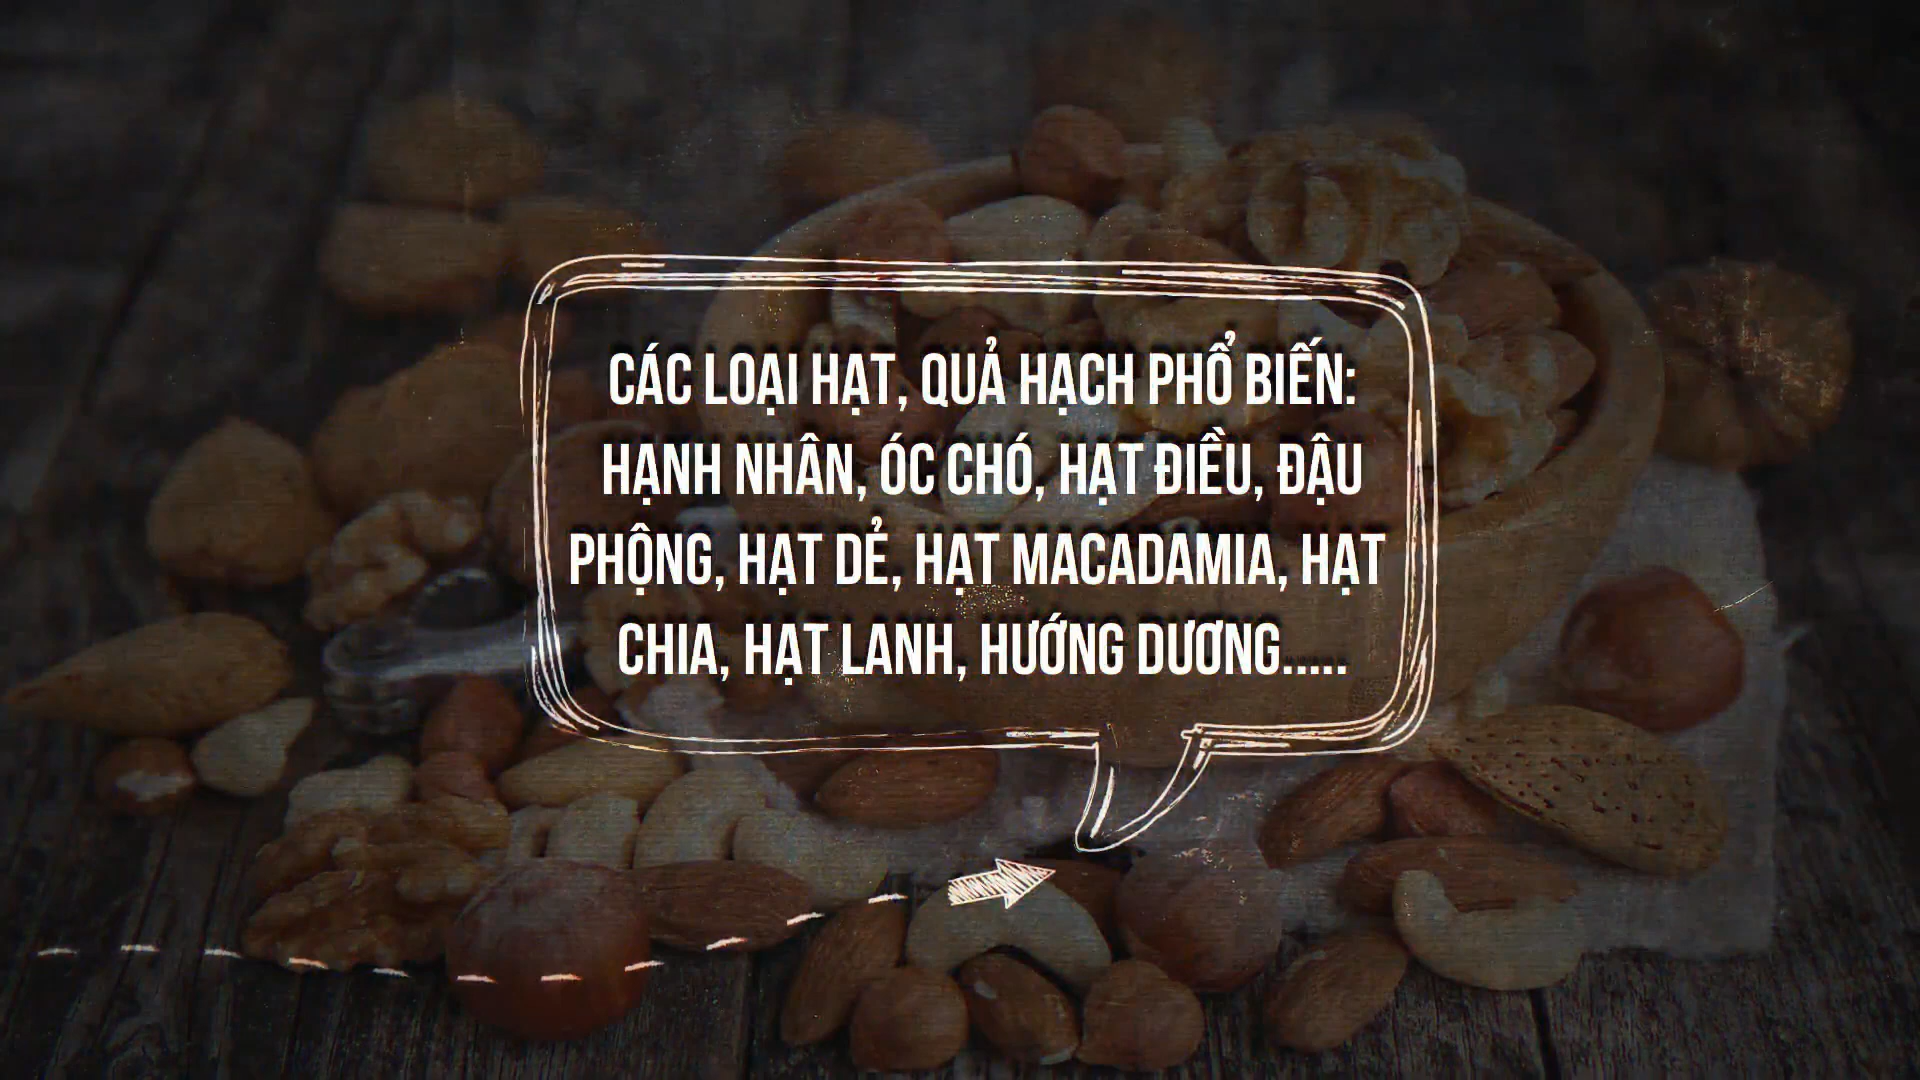 CÁC LOẠI HẠT, QUẢ HẠCH PHỔ BIẾN:
HẠNH NHÂN, ÓC CHÓ, HẠT ĐIỀU, ĐẬU
PHỘNG, HẠT DẺ, HẠT MACADAMIA, HẠT
CHIA, HẠT LANH, HƯỚNG DƯƠNG.....